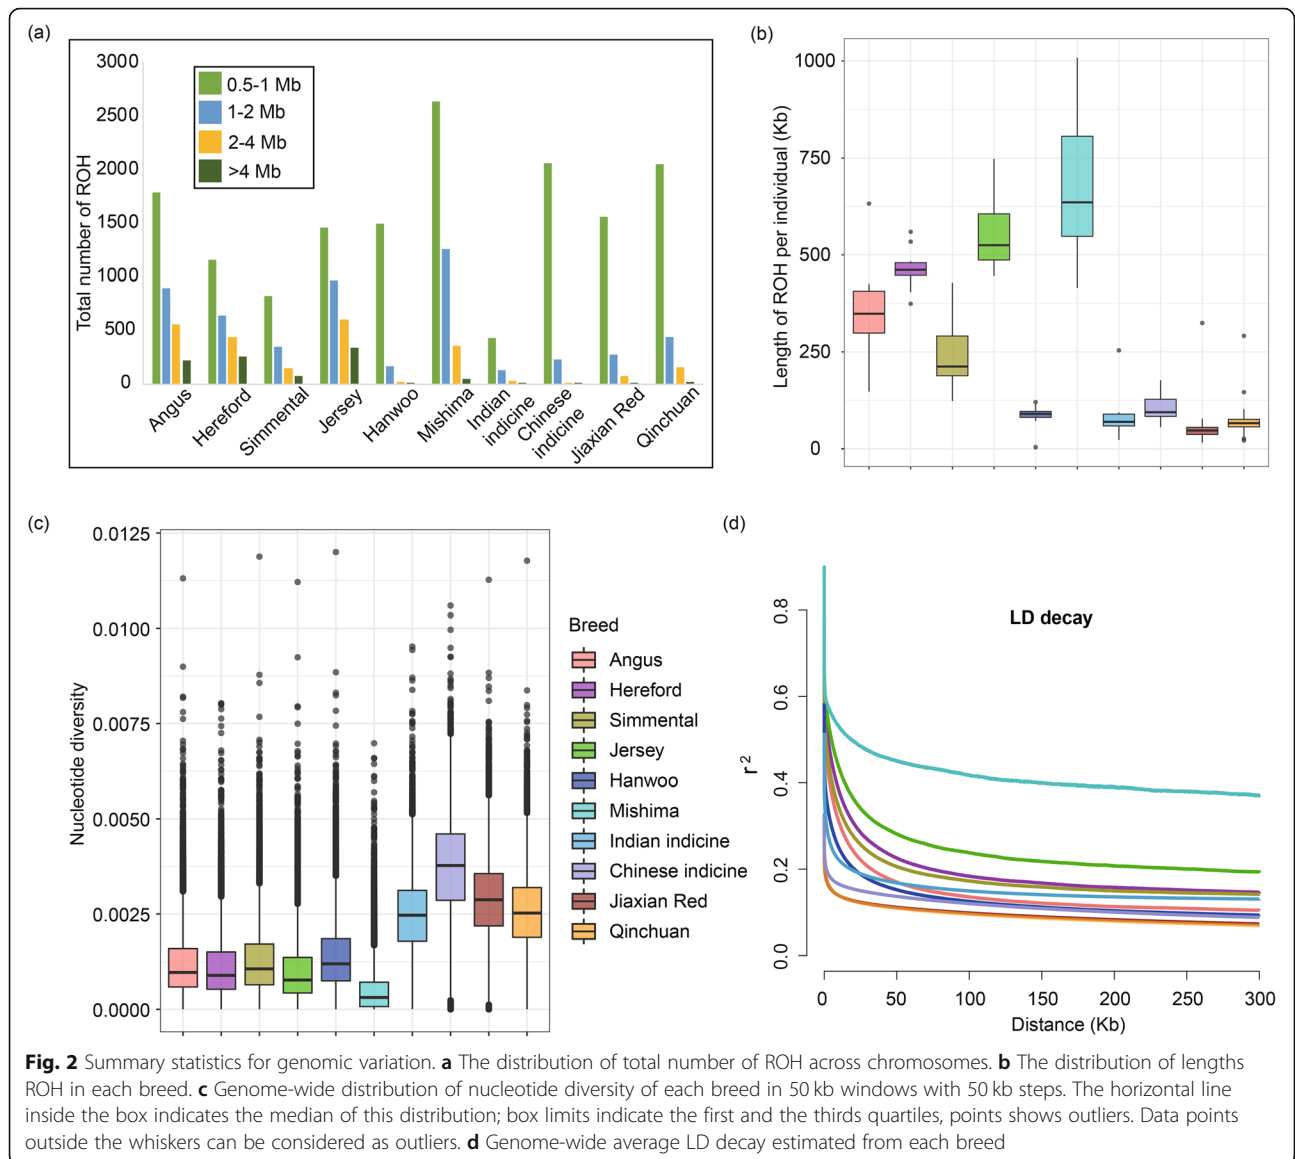 (a)
3000
2500
2000
1500
1000
500
0
Total number of ROH
0.5-1 Mb
1-2 Mb
2-4 Mb
>4 Mb
Angus
Hereford
Simmental
Jersey
Hanwoo
Mishima
Indian
indicine
Chinese
indicine
Jiaxian Red
Qinchuan
(b)
1000
750
500
250
0
Length of ROH per individual (Kb)
(c)
0.0125
0.0100
0.0075
0.0050
0.0025
0.0000
Nucleotide diversity
Breed
Angus
Hereford
Simmental
Jersey
Hanwoo
Mishima
Indian indicine
Chinese indicine
Jiaxian Red
Qinchuan
(d)
LD decay
0.8
0.6
0.4
0.2
0.0
r²
0 50 100 150 200 250 300
Distance (Kb)
Fig. 2 Summary statistics for genomic variation. a The distribution of total number of ROH across chromosomes. b The distribution of lengths
ROH in each breed. c Genome-wide distribution of nucleotide diversity of each breed in 50 kb windows with 50 kb steps. The horizontal line
inside the box indicates the median of this distribution; box limits indicate the first and the thirds quartiles, points shows outliers. Data points
outside the whiskers can be considered as outliers. d Genome-wide average LD decay estimated from each breed